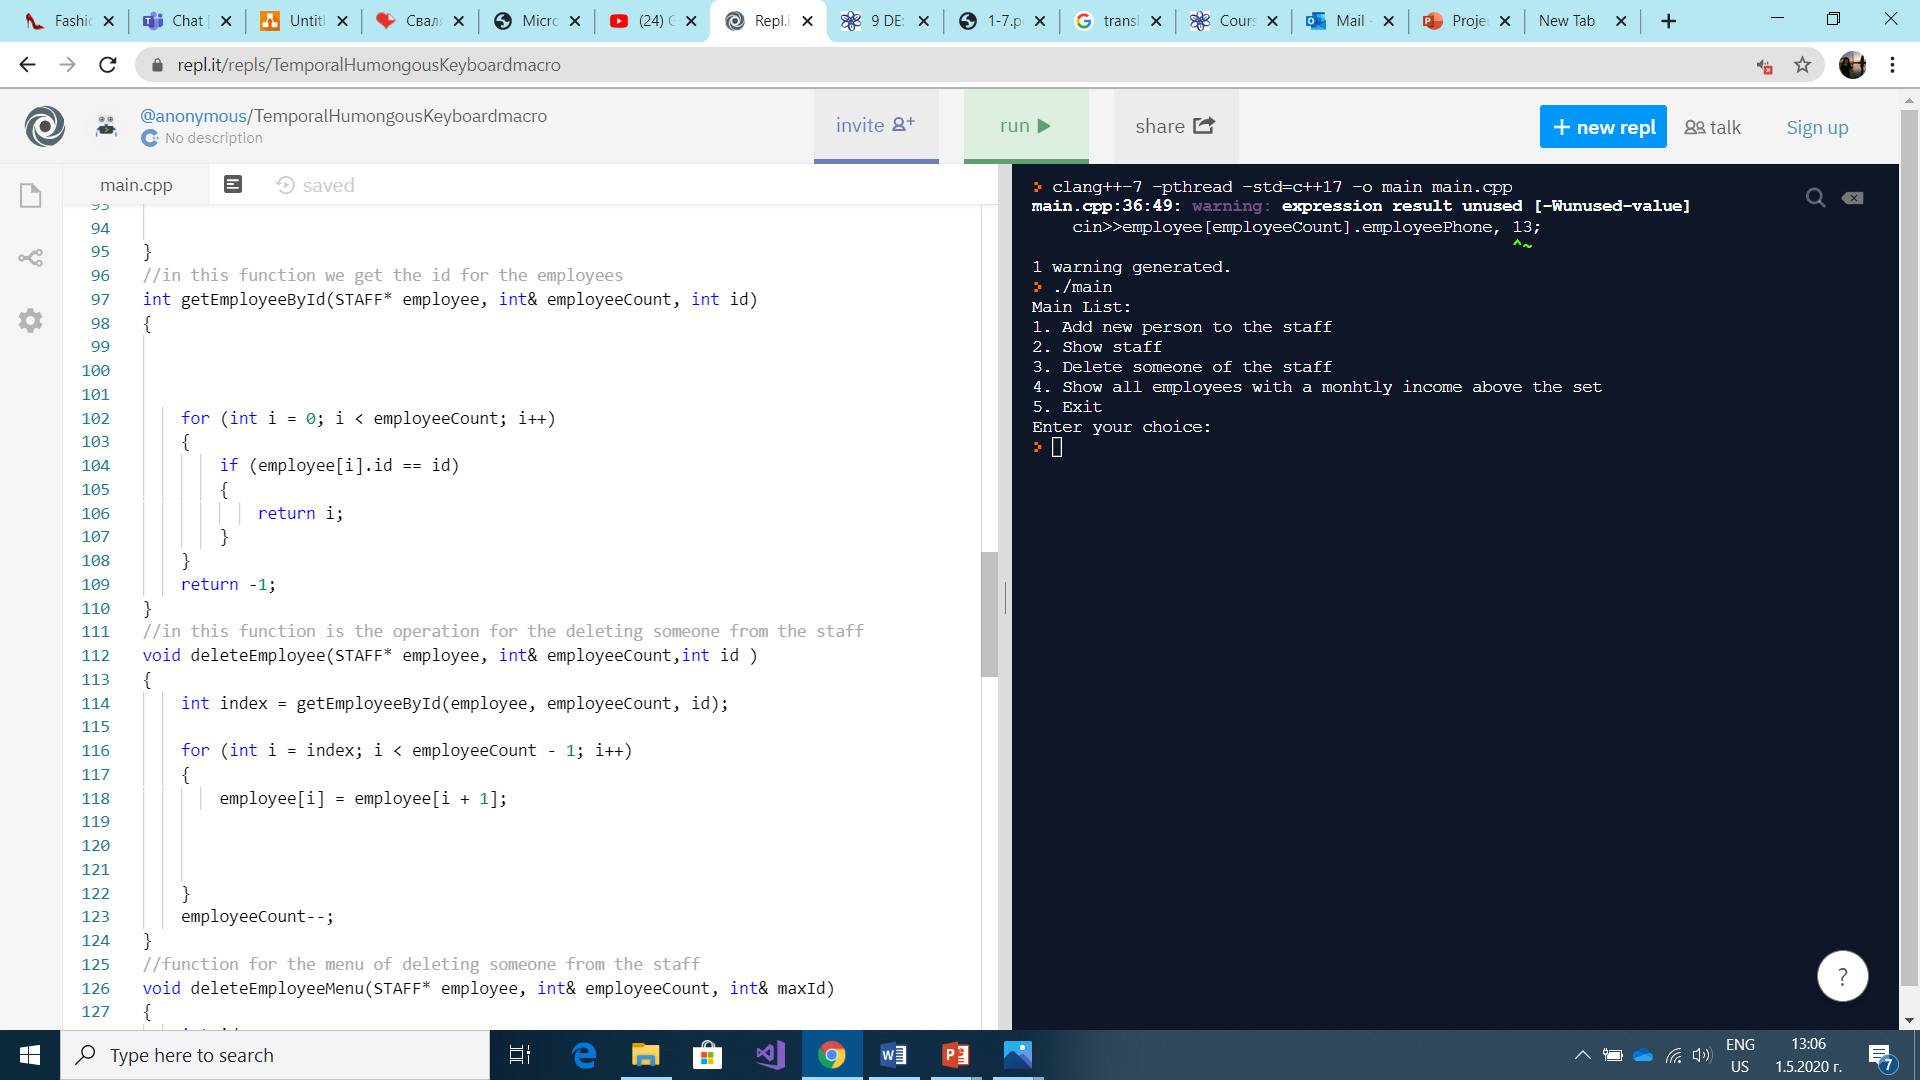 Fashio
Chat |
Untitl
Свал
Micro
(24) G
Repl.i
9 DE:
1-7.p
transl
Cours
Mail -
Proje
New Tab
repl.it/repls/TemporalHumongousKeyboardmacro
@anonymous/TemporalHumongousKeyboardmacro
No description
invite
run
share
+ new repl
talk
Sign up
main.cpp
saved
93
94
95 }
96 //in this function we get the id for the employees
97 int getEmployeeById(STAFF* employee, int& employeeCount, int id)
98 {
99
100
101
102 for (int i = 0; i < employeeCount; i++)
103 {
104 if (employee[i].id == id)
105 {
106 return i;
107 }
108 }
109 return -1;
110 }
111 //in this function is the operation for the deleting someone from the staff
112 void deleteEmployee(STAFF* employee, int& employeeCount,int id )
113 {
114 int index = getEmployeeById(employee, employeeCount, id);
115
116 for (int i = index; i < employeeCount - 1; i++)
117 {
118 employee[i] = employee[i + 1];
119
120
121
122 }
123 employeeCount--;
124 }
125 //function for the menu of deleting someone from the staff
126 void deleteEmployeeMenu(STAFF* employee, int& employeeCount, int& maxId)
127 {
clang++-7 -pthread -std=c++17 -o main main.cpp
main.cpp:36:49: warning: expression result unused [-Wunused-value]
cin>>employee[employeeCount].employeePhone, 13;
^~
1 warning generated.
./main
Main List:
1. Add new person to the staff
2. Show staff
3. Delete someone of the staff
4. Show all employees with a monhtly income above the set
5. Exit
Enter your choice:
?
Type here to search
ENG
US
13:06
1.5.2020 г.
7